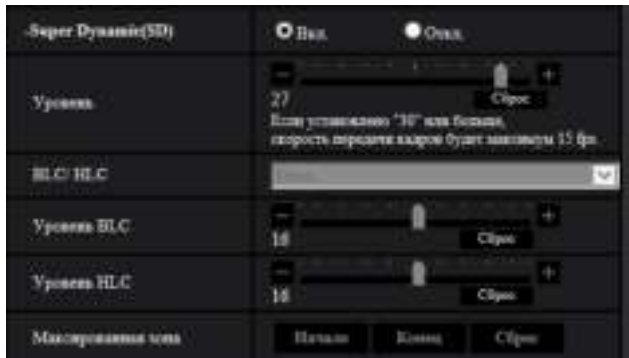 -Super Dynamic(SD)
Вкл.
Откл.
Уровень
27
Сброс
Если установлено "30" или больше,
скорость передачи кадров будет максимум 15 fps.
BLC/ HLC
Откл.
Уровень BLC
16
Сброс
Уровень HLC
16
Сброс
Маскированная зона
Начало
Конец
Сброс